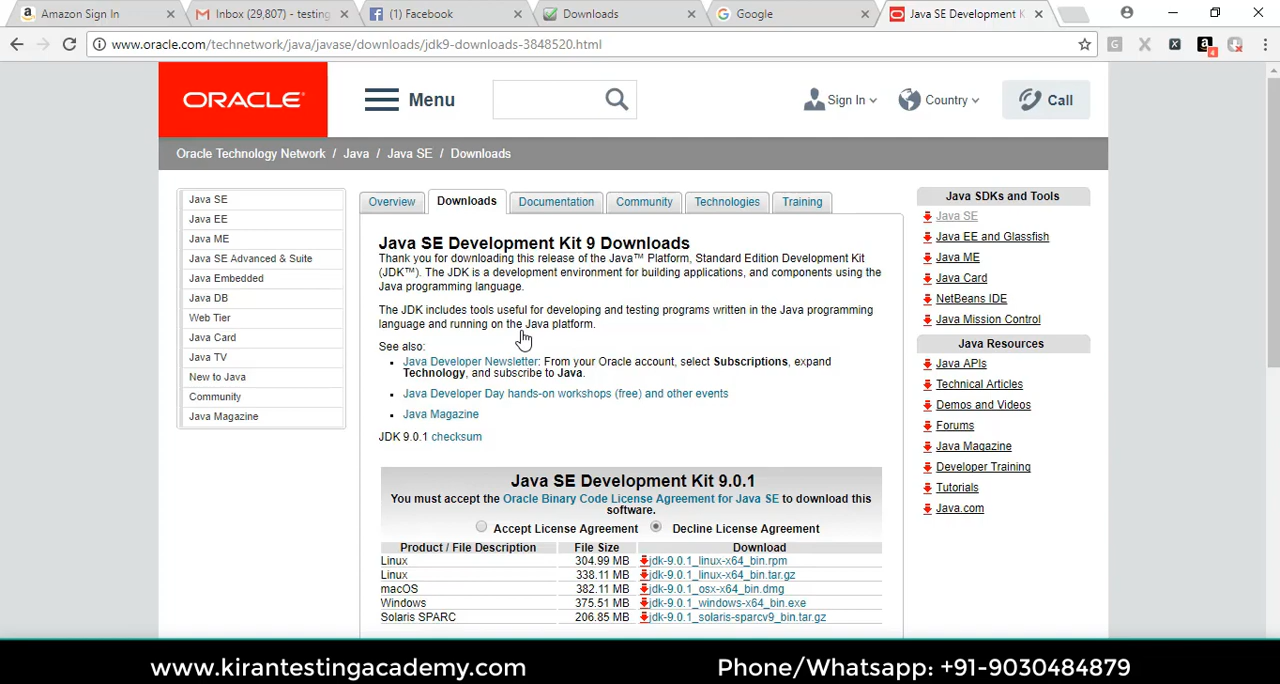 Amazon Sign In
Inbox (29,807) - testing
(1) Facebook
Downloads
Google
Java SE Development K
www.oracle.com/technetwork/java/javase/downloads/jdk9-downloads-3848520.html
ORACLE
Menu
Sign In
Country
Call
Oracle Technology Network / Java / Java SE / Downloads
Java SE
Java EE
Java ME
Java SE Advanced & Suite
Java Embedded
Java DB
Web Tier
Java Card
Java TV
New to Java
Community
Java Magazine
Overview
Downloads
Documentation
Community
Technologies
Training
Java SE Development Kit 9 Downloads
Thank you for downloading this release of the Java™ Platform, Standard Edition Development Kit
(JDK™). The JDK is a development environment for building applications, and components using the
Java programming language.
The JDK includes tools useful for developing and testing programs written in the Java programming
language and running on the Java platform.
See also:
Java Developer Newsletter: From your Oracle account, select Subscriptions, expand
Technology, and subscribe to Java.
Java Developer Day hands-on workshops (free) and other events
Java Magazine
JDK 9.0.1 checksum
Java SE Development Kit 9.0.1
You must accept the Oracle Binary Code License Agreement for Java SE to download this
software.
Accept License Agreement Decline License Agreement
Product / File Description File Size Download
Linux 304.99 MB jdk-9.0.1_linux-x64_bin.rpm
Linux 338.11 MB jdk-9.0.1_linux-x64_bin.tar.gz
macOS 382.11 MB jdk-9.0.1_osx-x64_bin.dmg
Windows 375.51 MB jdk-9.0.1_windows-x64_bin.exe
Solaris SPARC 206.85 MB jdk-9.0.1_solaris-sparcv9_bin.tar.gz
Java SDKs and Tools
Java SE
Java EE and Glassfish
Java ME
Java Card
NetBeans IDE
Java Mission Control
Java Resources
Java APIs
Technical Articles
Demos and Videos
Forums
Java Magazine
Developer Training
Tutorials
Java.com
www.kirantestingacademy.com
Phone/Whatsapp: +91-9030484879